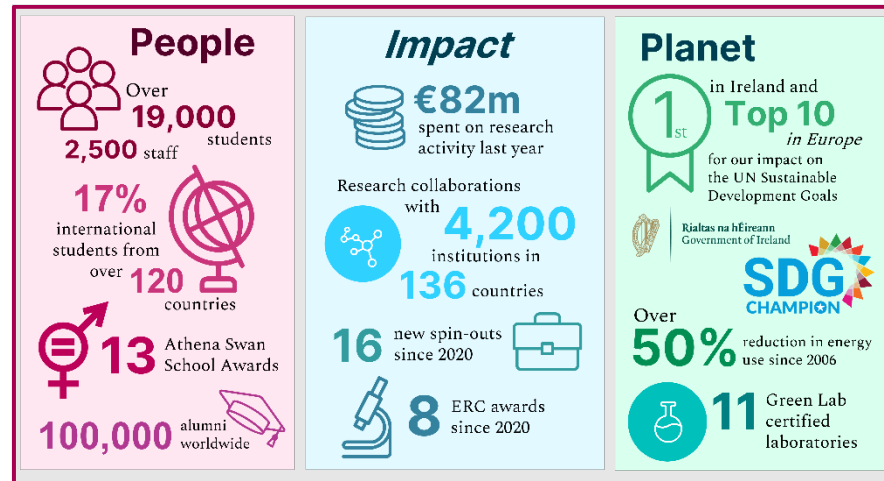 People
Over
19,000
students
2,500 staff
17%
international
students from
over
120
countries
13 Athena Swan
School Awards
100,000 alumni
worldwide
Impact
€82m
spent on research
activity last year
Research collaborations
with
4,200
institutions in
136 countries
16 new spin-outs
since 2020
8 ERC awards
since 2020
Planet
1st
in Ireland and
Top 10
in Europe
for our impact on
the UN Sustainable
Development Goals
Rialtas na hÉireann
Government of Ireland
SDG
CHAMPION
Over
50% reduction in energy
use since 2006
11 Green Lab
certified
laboratories